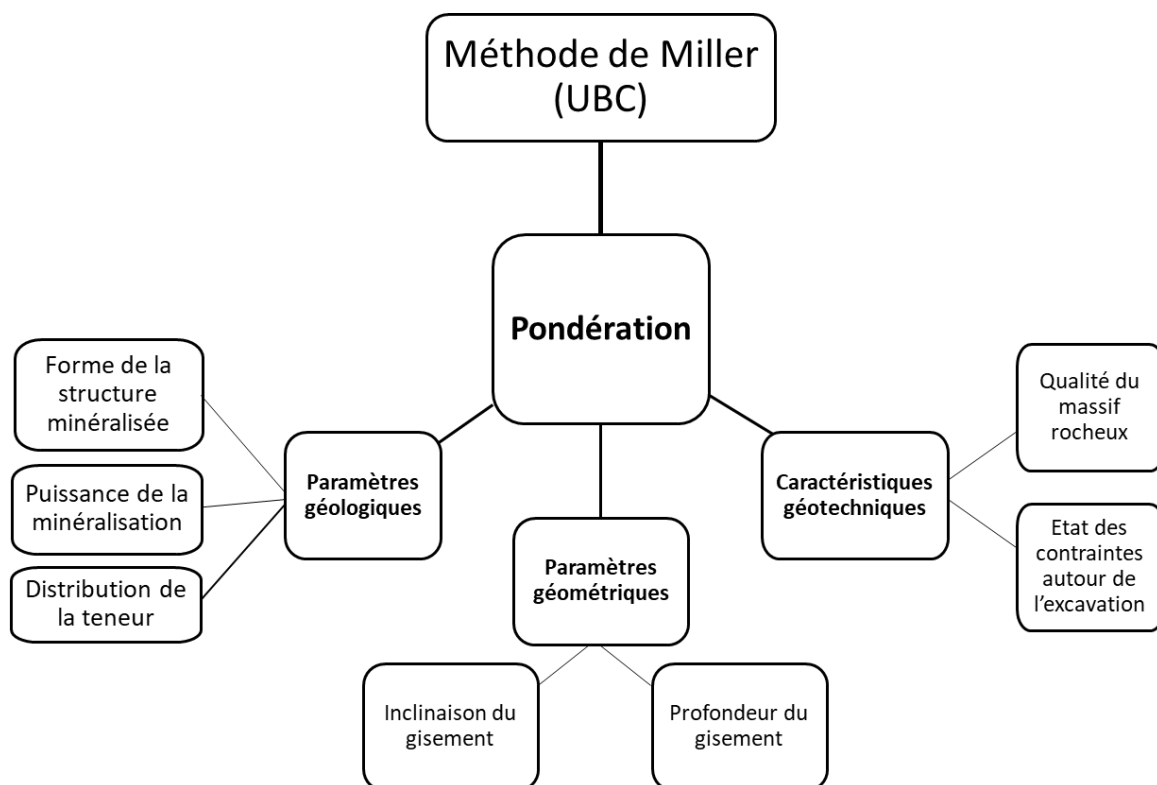 Méthode de Miller
(UBC)
Pondération
Forme de la
structure
minéralisée
Puissance de la
minéralisation
Distribution de
la teneur
Paramètres
géologiques
Paramètres
géométriques
Inclinaison du
gisement
Profondeur du
gisement
Caractéristiques
géotechniques
Qualité du
massif
rocheux
Etat des
contraintes
autour de
l’excavation